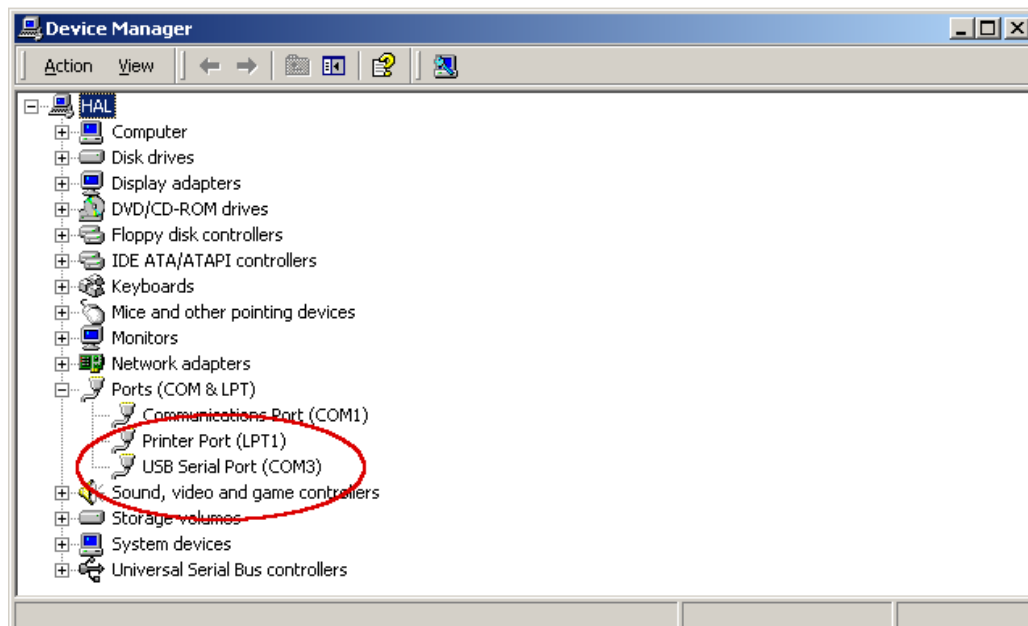 Device Manager
Action View
HAL
Computer
Disk drives
Display adapters
DVD/CD-ROM drives
Floppy disk controllers
IDE ATA/ATAPI controllers
Keyboards
Mice and other pointing devices
Monitors
Network adapters
Ports (COM & LPT)
Communications Port (COM1)
Printer Port (LPT1)
USB Serial Port (COM3)
Sound, video and game controllers
Storage volumes
System devices
Universal Serial Bus controllers